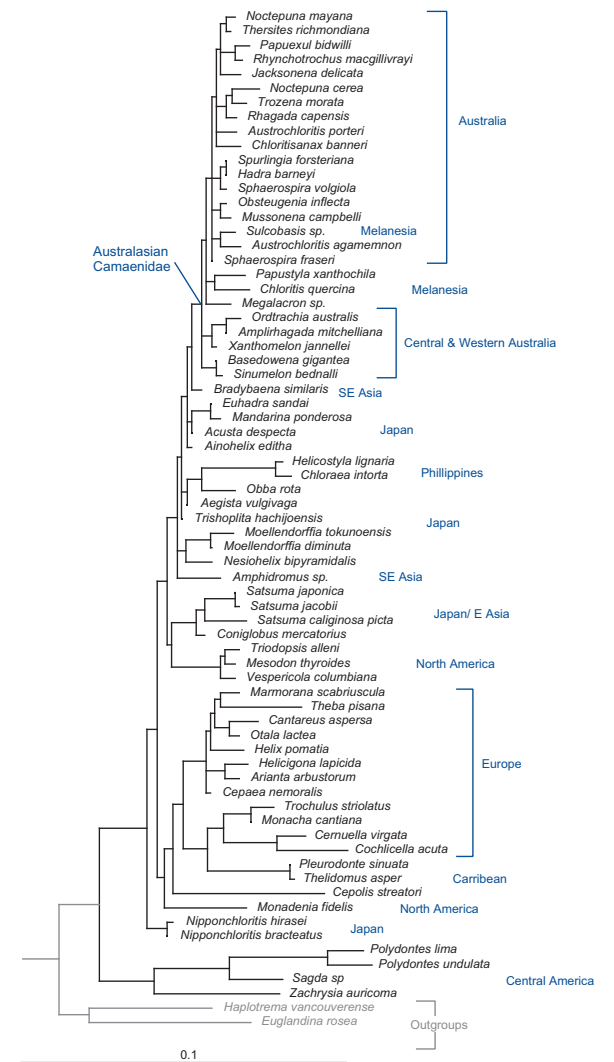 Noctepuna mayana
Thersites richmondiana
Papuexul bidwilli
Rhynchotrochus macgillivrayi
Jacksonena delicata
Noctepuna cerea
Trozena morata
Rhagada capensis
Australia
Austrochloritis porteri
Chloritisanax banneri
Spurlingia forsteriana
Hadra barneyi
Sphaerospira volgiola
Obsteugenia inflecta
Mussonena campbelli
Sulcobasis sp. Melanesia
Austrochloritis agamemnon
Australasian
Camaenidae
Sphaerospira fraseri
Papustyla xanthochila
Chloritis quercina Melanesia
Megalacron sp.
Ordtrachia australis
Amplirhagada mitchelliana
Central & Western Australia
Xanthomelon jannellei
Basedowena gigantea
Sinumelon bednalli
Bradybaena similaris SE Asia
Euhadra sandai
Mandarina ponderosa
Acusta despecta Japan
Ainohelix editha
Helicostyla lignaria
Chloraea intorta Phillippines
Obba rota
Aegista vulgivaga
Trishoplita hachijoensis Japan
Moellendorffia tokunoensis
Moellendorffia diminuta
Nesiohelix bipyramidalis
Amphidromus sp. SE Asia
Satsuma japonica
Satsuma jacobii
Japan/ E Asia
Satsuma caliginosa picta
Coniglobus mercatorius
Triodopsis alleni
Mesodon thyroides North America
Vespericola columbiana
Marmorana scabriuscula
Theba pisana
Cantareus aspersa
Otala lactea
Helix pomatia
Helicigona lapicida Europe
Arianta arbustorum
Cepaea nemoralis
Trochulus striolatus
Monacha cantiana
Cernuella virgata
Cochlicella acuta
Pleurodonte sinuata
Thelidomus asper Carribean
Cepolis streatori
Monadenia fidelis North America
Nipponchloritis hirasei
Japan
Nipponchloritis bracteatus
Polydontes lima
Polydontes undulata
Sagda sp Central America
Zachrysia auricoma
Haplotrema vancouverense
Euglandina rosea Outgroups
0.1